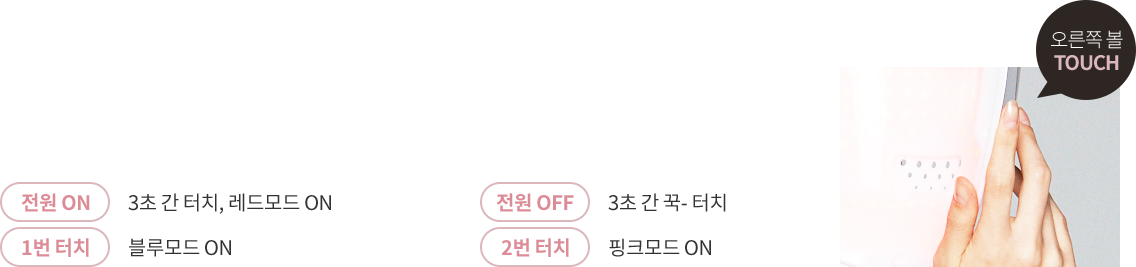 오른쪽 볼
TOUCH
전원 ON 3초 간 터치, 레드모드 ON
전원 OFF 3초 간 꾹- 터치
1번 터치 블루모드 ON
2번 터치 핑크모드 ON